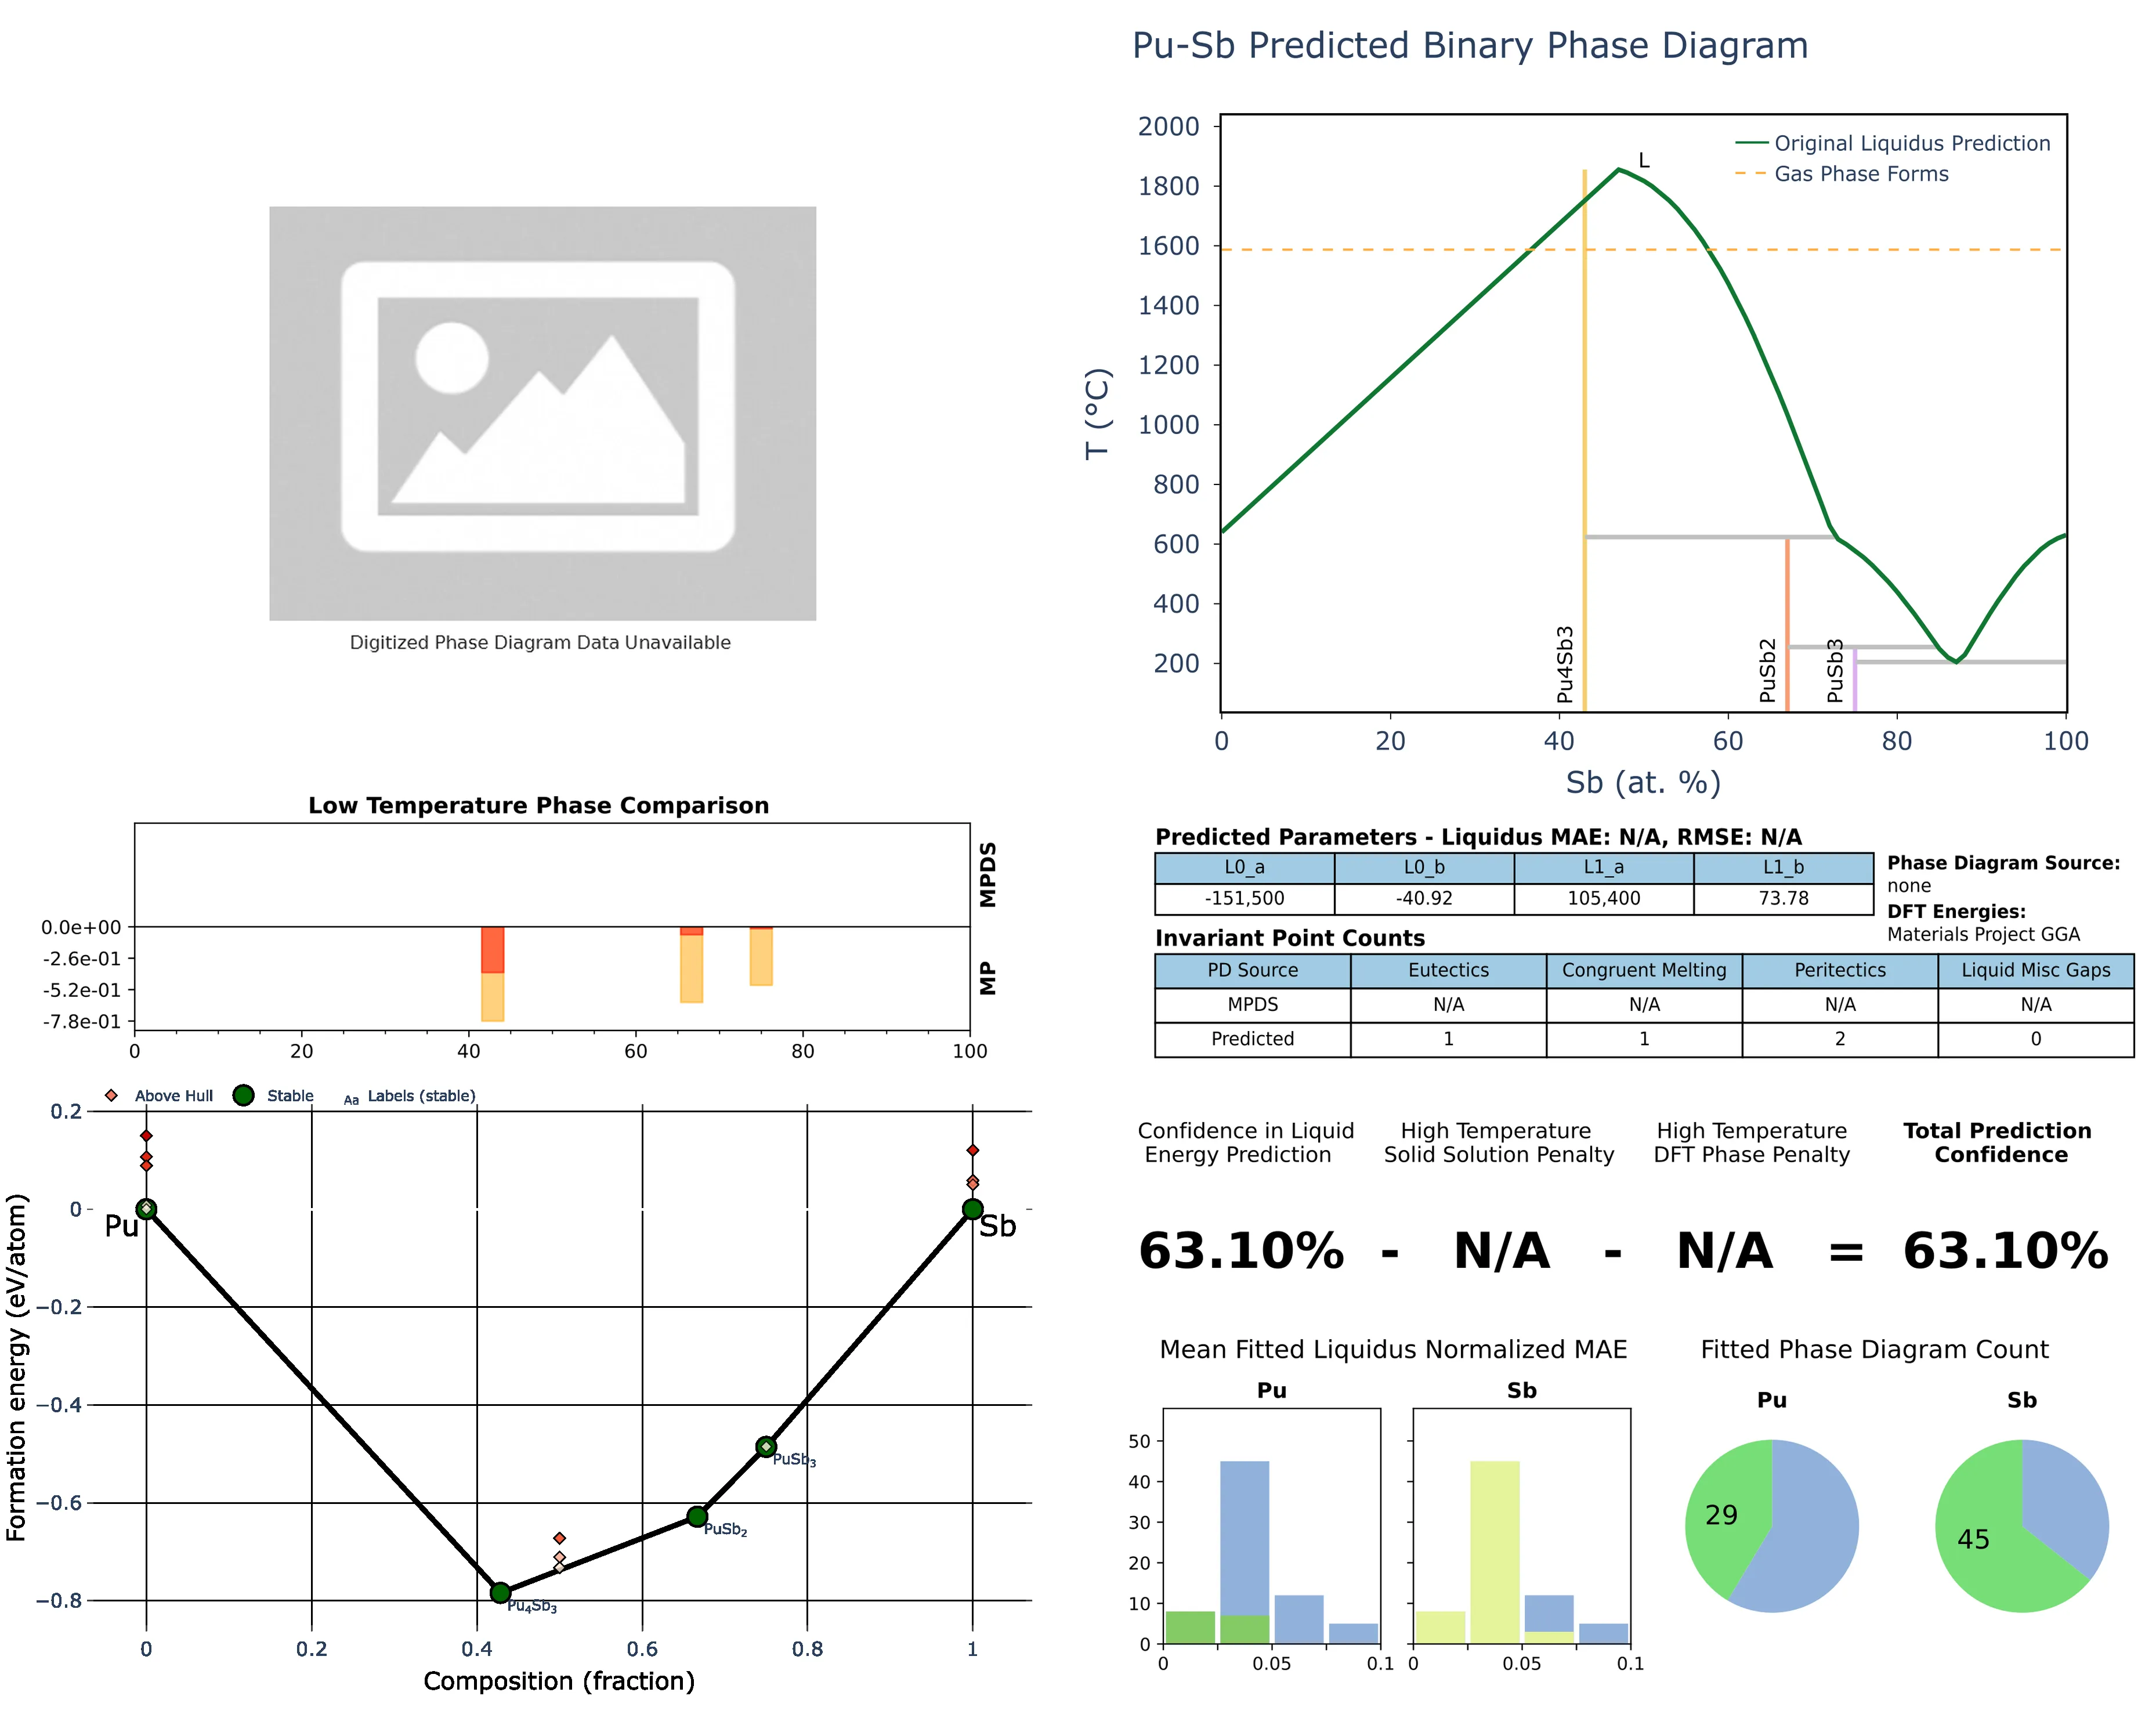 Pu-Sb Predicted Binary Phase Diagram
Digitized Phase Diagram Data Unavailable
2000
1800
1600
1400
1200
1000
800
600
400
200
T (°C)
L
Original Liquidus Prediction
Gas Phase Forms
Pu4Sb3
PuSb2
PuSb3
0 20 40 60 80 100
Sb (at. %)
Low Temperature Phase Comparison
MPDS
MP
0.0e+00
-2.6e-01
-5.2e-01
-7.8e-01
0 20 40 60 80 100
Predicted Parameters - Liquidus MAE: N/A, RMSE: N/A
L0_a L0_b L1_a L1_b
-151,500 -40.92 105,400 73.78
Phase Diagram Source:
none
DFT Energies:
Materials Project GGA
Invariant Point Counts
PD Source Eutectics Congruent Melting Peritectics Liquid Misc Gaps
MPDS N/A N/A N/A N/A
Predicted 1 1 2 0
Above Hull Stable Aa Labels (stable)
0.2
0
−0.2
−0.4
−0.6
−0.8
Formation energy (eV/atom)
Pu
Sb
PuSb₃
PuSb₂
Pu₄Sb₃
0 0.2 0.4 0.6 0.8 1
Composition (fraction)
Confidence in Liquid
Energy Prediction
High Temperature
Solid Solution Penalty
High Temperature
DFT Phase Penalty
Total Prediction
Confidence
63.10% - N/A - N/A = 63.10%
Mean Fitted Liquidus Normalized MAE
Pu
Sb
50
40
30
20
10
0
0 0.05 0.1
0 0.05 0.1
Fitted Phase Diagram Count
Pu
Sb
29
45